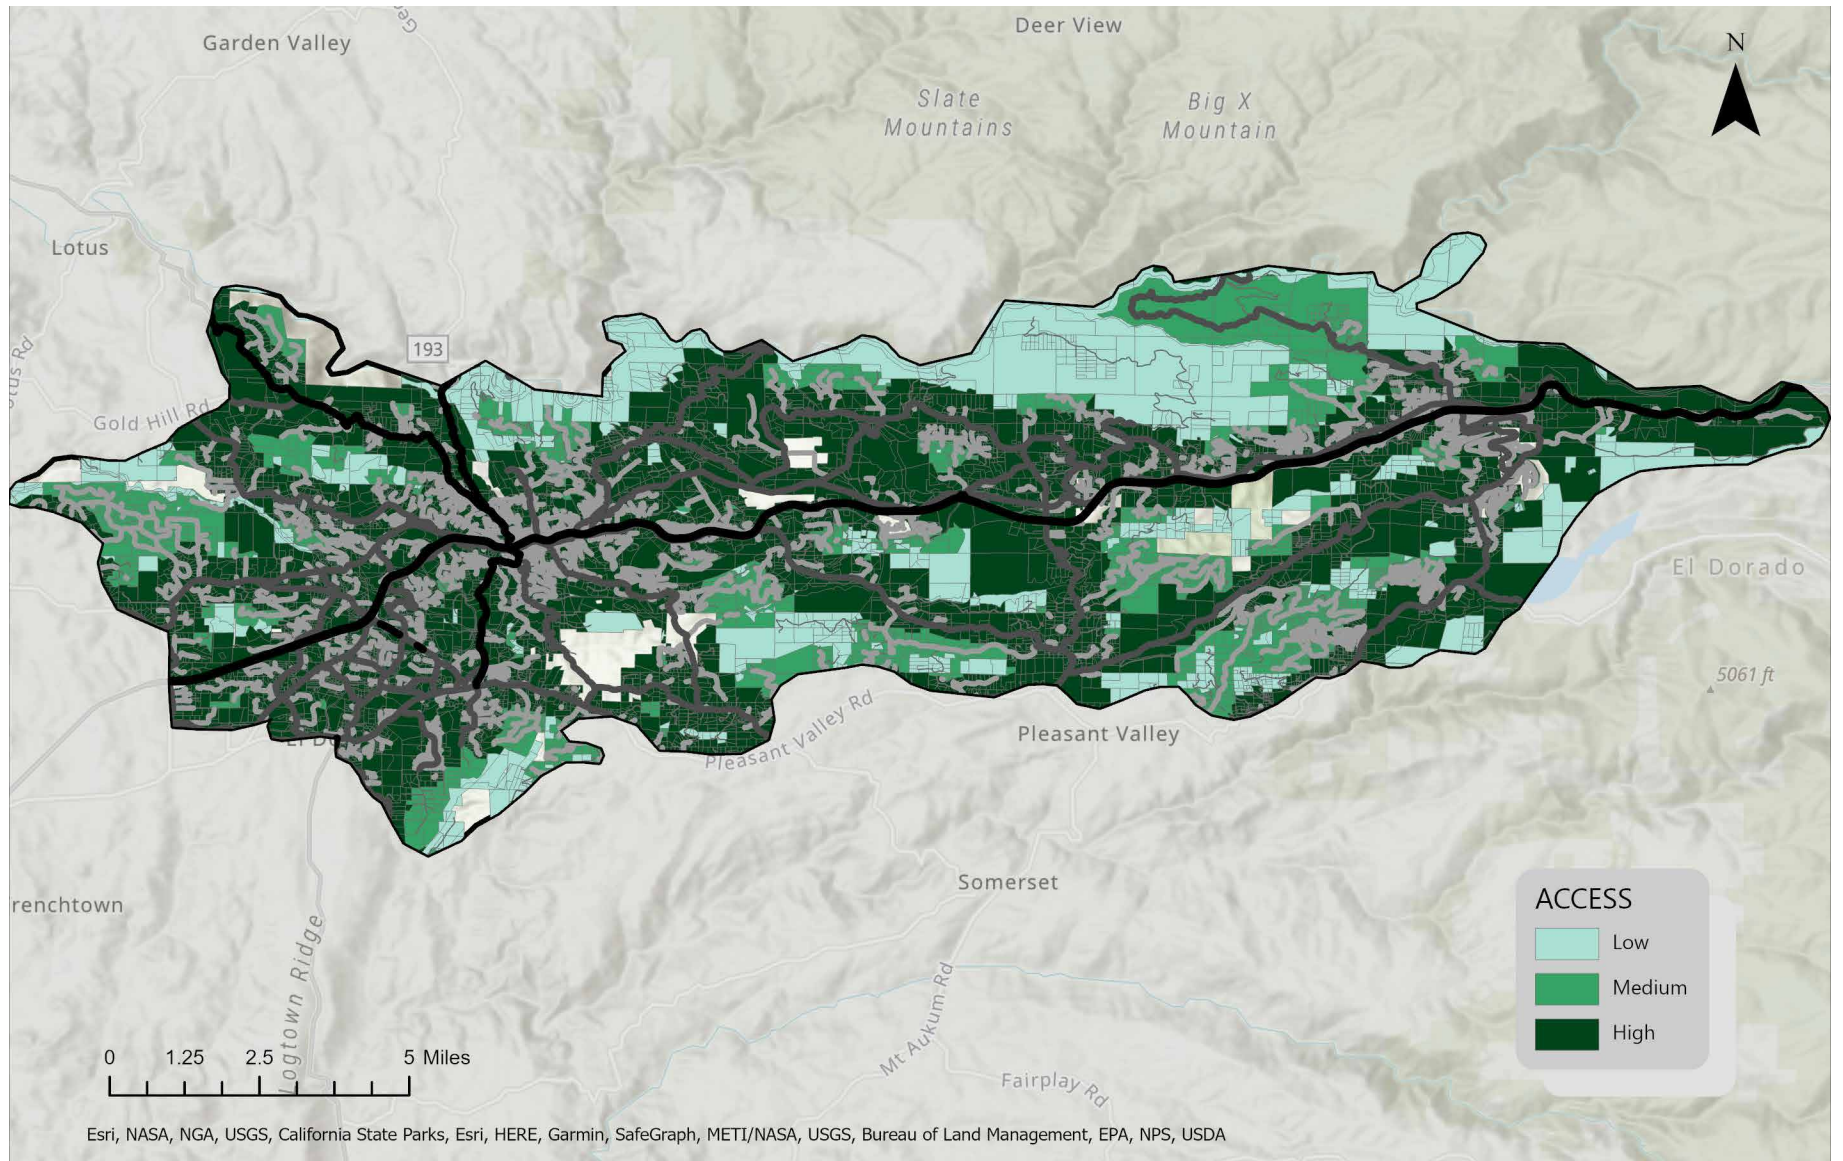 Garden Valley
Deer View
N
Slate
Mountains
Big X
Mountain
Lotus
193
Gold Hill Rd
El Dorado
5061 ft
Pleasant Valley Rd
Pleasant Valley
Somerset
renchtown
Logtown Ridge
Mt Aukum Rd
Fairplay Rd
ACCESS
Low
Medium
High
0 1.25 2.5 5 Miles
Esri, NASA, NGA, USGS, California State Parks, Esri, HERE, Garmin, SafeGraph, METI/NASA, USGS, Bureau of Land Management, EPA, NPS, USDA